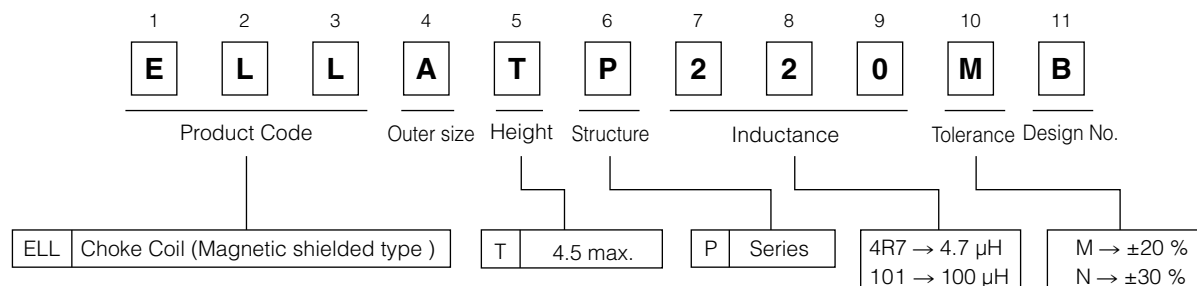 1 2 3 4 5 6 7 8 9 10 11
E L L A T P 2 2 0 M B
Product Code Outer size Height Structure Inductance Tolerance Design No.
ELL Choke Coil (Magnetic shielded type ) T 4.5 max. P Series 4R7 → 4.7 µH M → ±20 %
101 → 100 µH N → ±30 %